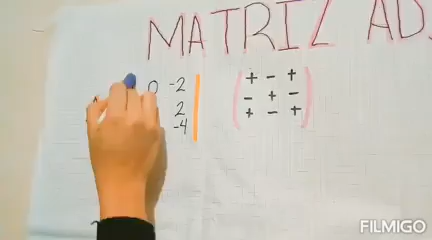 MATRIZ AD
0 -2
2
-4
+ - +
- + -
+ - +
FILMIGO